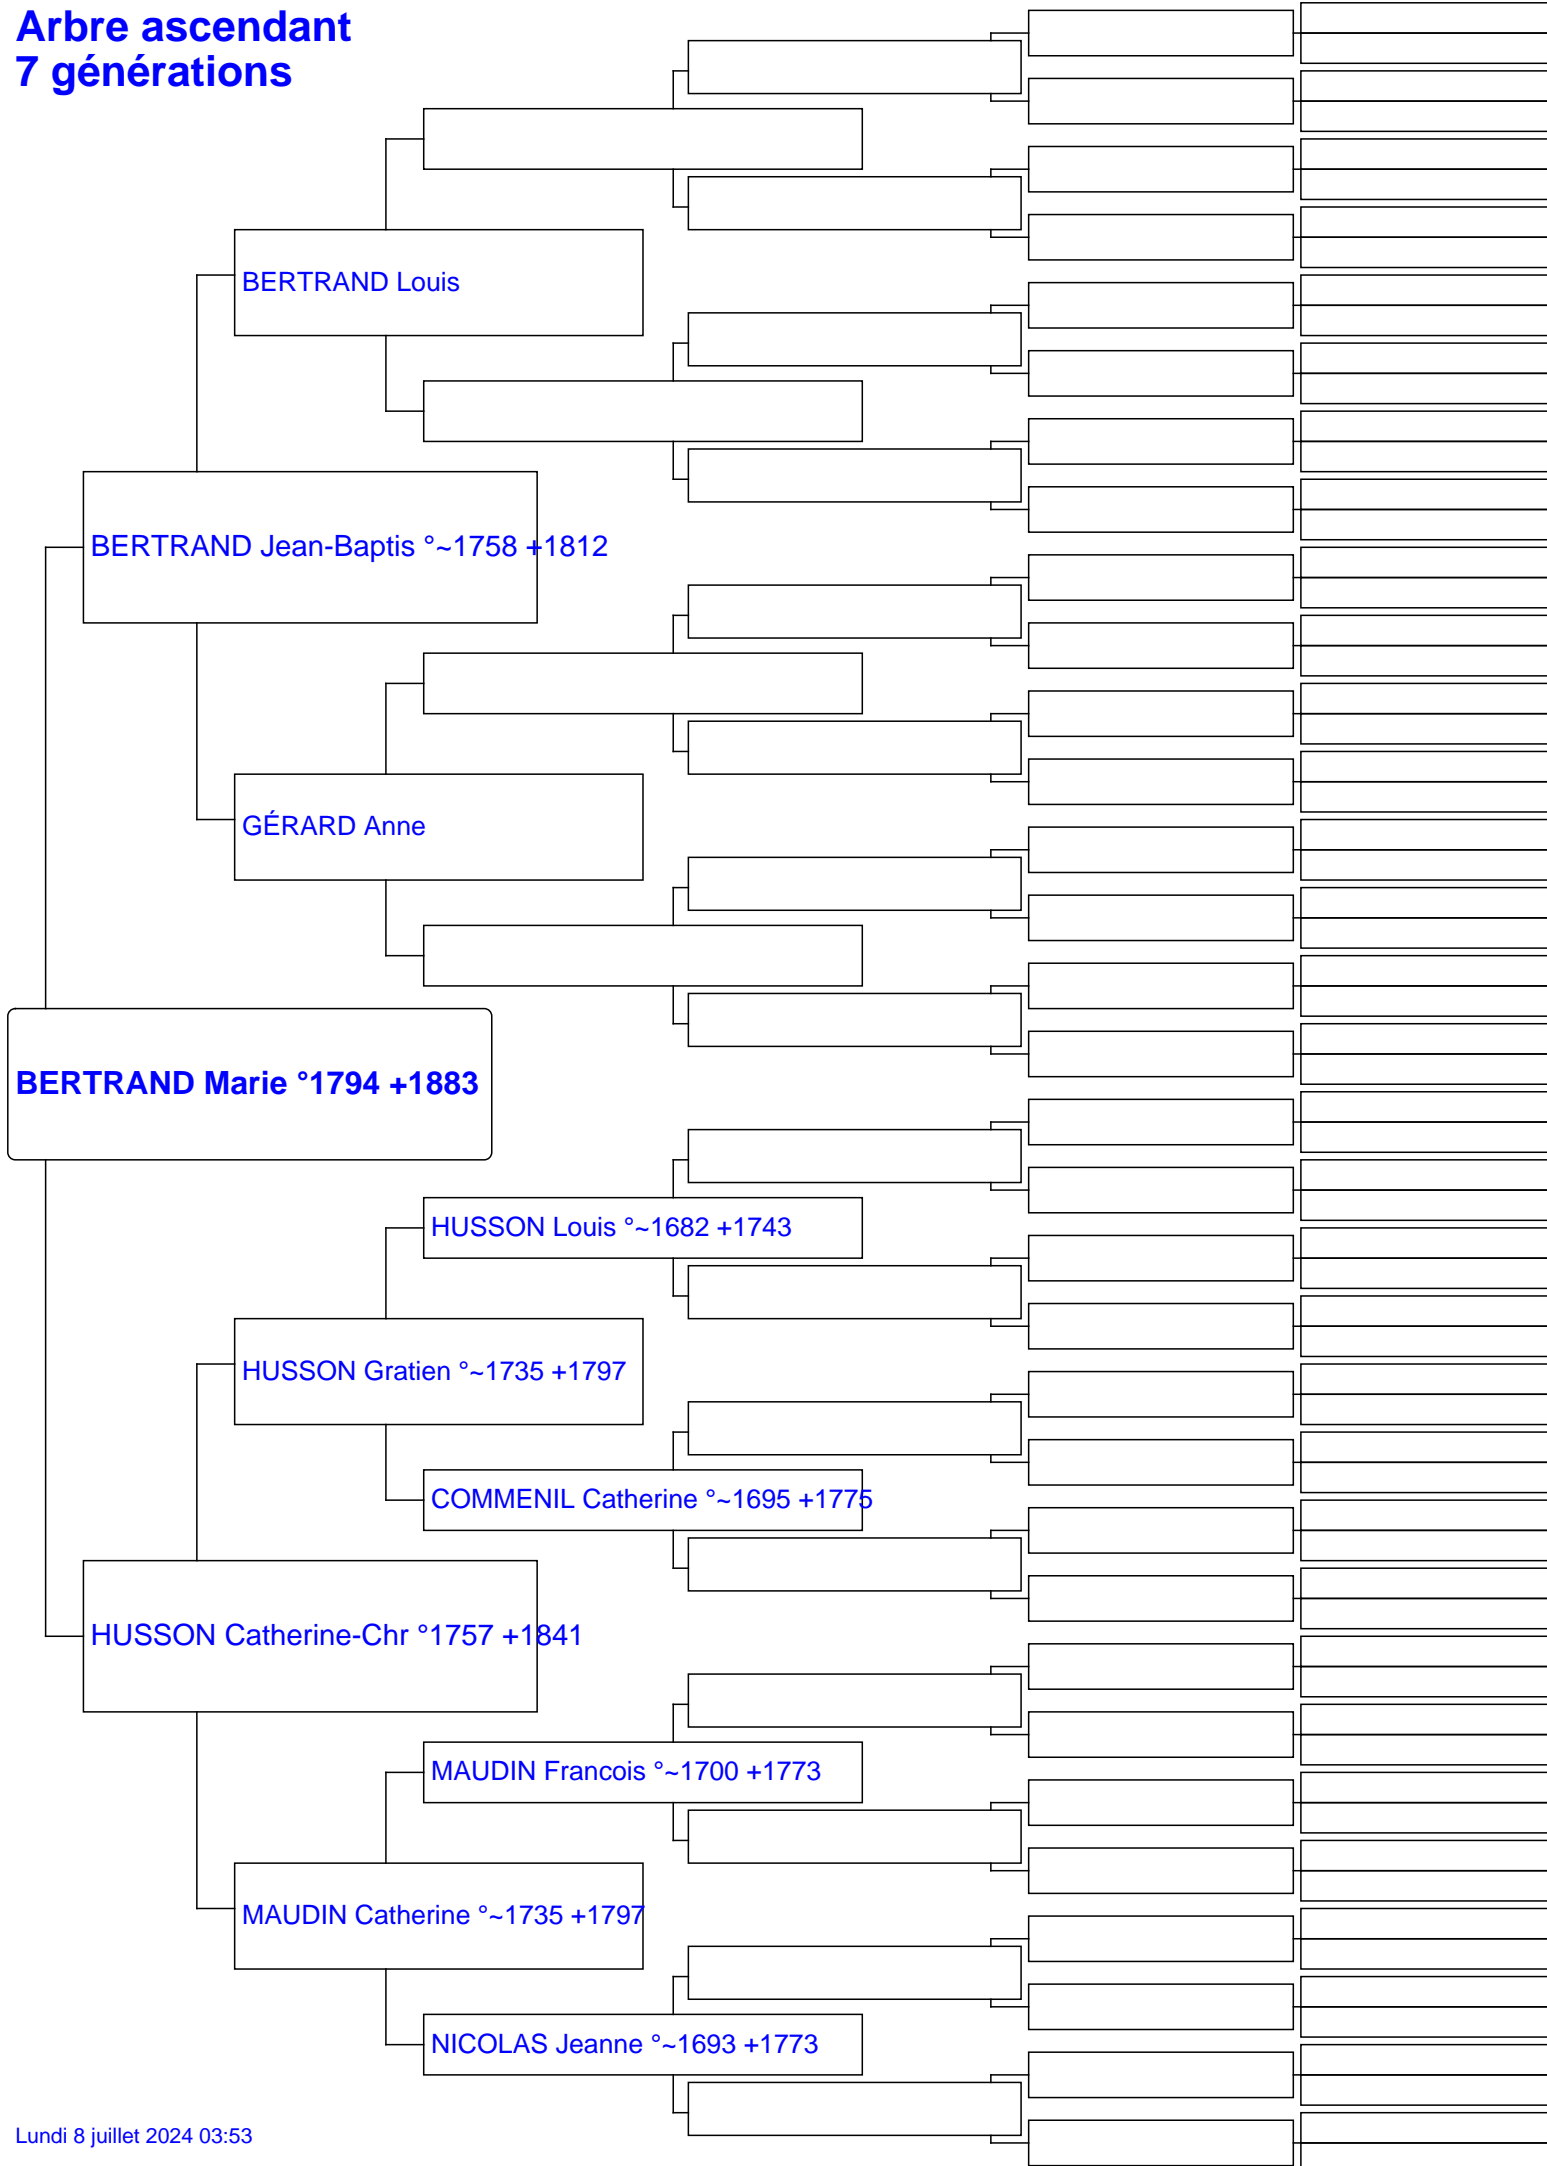 Arbre ascendant
7 générations
BERTRAND Louis
BERTRAND Jean-Baptis °~1758 +1812
GÉRARD Anne
BERTRAND Marie °1794 +1883
HUSSON Louis °~1682 +1743
HUSSON Gratien °~1735 +1797
COMMENIL Catherine °~1695 +1775
HUSSON Catherine-Chr °1757 +1841
MAUDIN Francois °~1700 +1773
MAUDIN Catherine °~1735 +1797
NICOLAS Jeanne °~1693 +1773
Lundi 8 juillet 2024 03:53